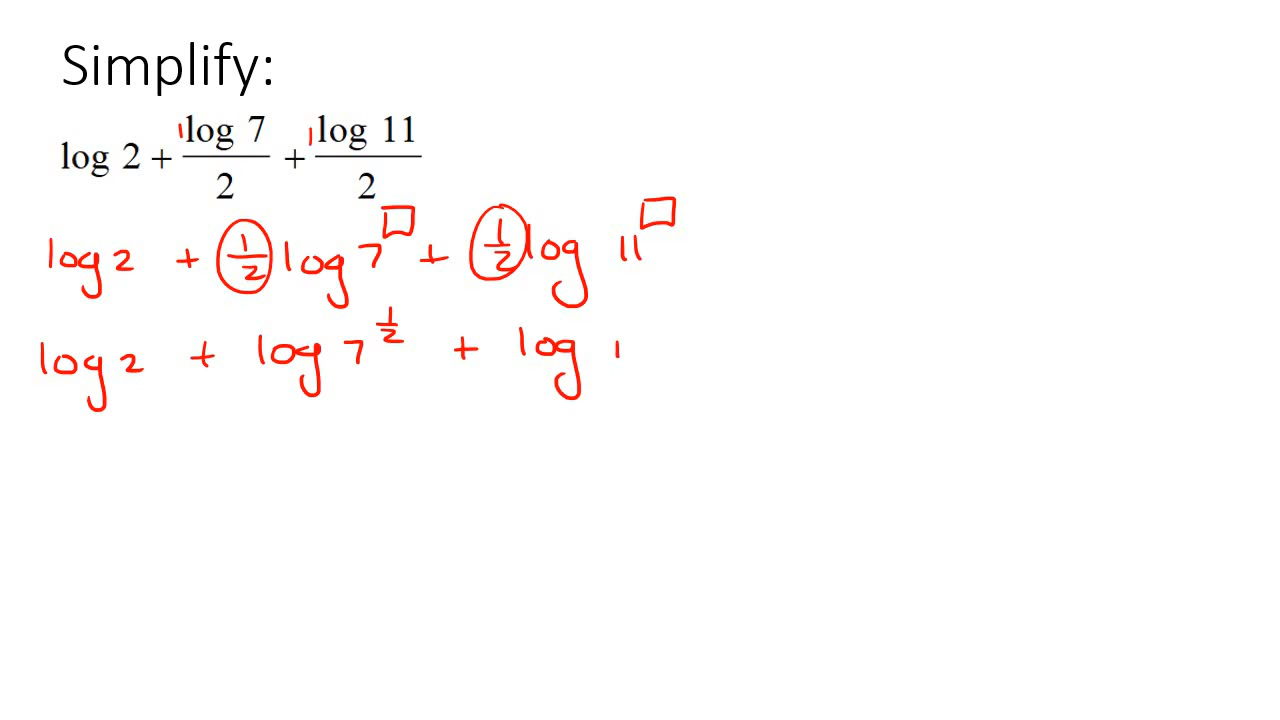 Simplify:
log 2 + 1log 7/2 + 1log 11/2
log 2 + 1/2 log 7^□ + 1/2 log 11^□
log 2 + log 7^1/2 + log 1